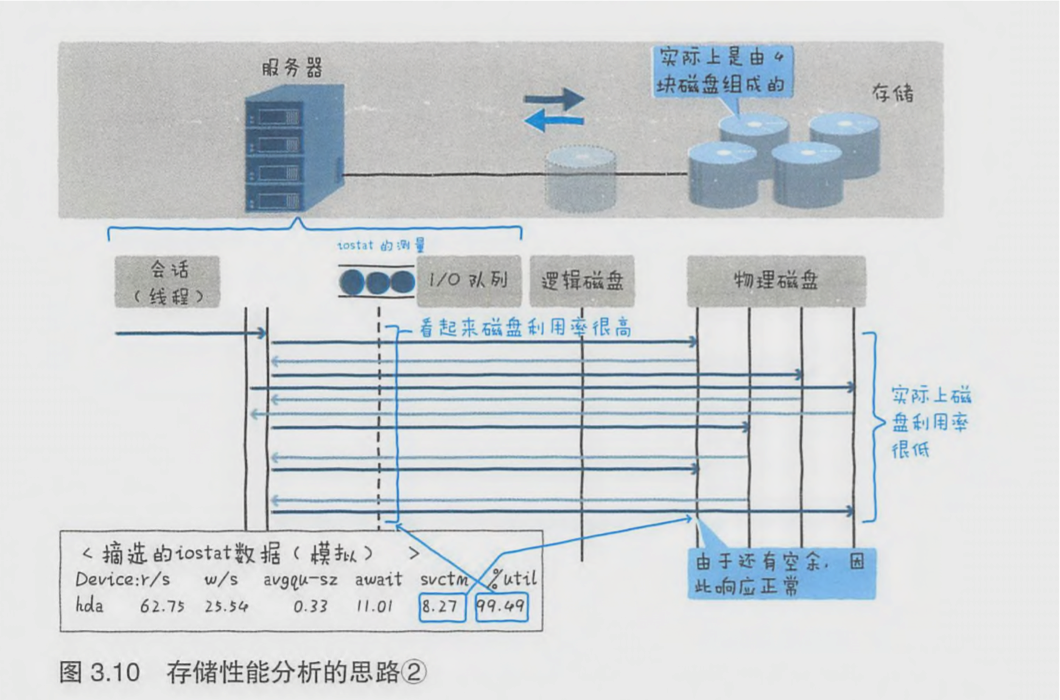 服务器
实际上是由4
块磁盘组成的
存储
iostat 的测量
会话
（线程）
I/O 队列
逻辑磁盘
物理磁盘
看起来磁盘利用率很高
实际上磁
盘利用率
很低
<摘选的iostat数据（模拟） >
Device:r/s w/s avgqu-sz await svctm %util
hda 62.75 25.54 0.33 11.01 8.27 99.49
由于还有空余，因
此响应正常
图 3.10 存储性能分析的思路②